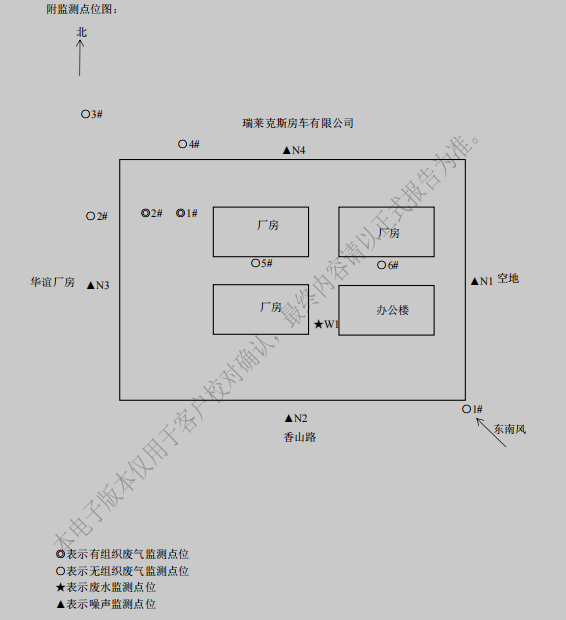 附监测点位图：
北
○3#
瑞莱克斯房车有限公司
○4#
▲N4
○2#
◎2#
◎1#
厂房
厂房
○5#
○6#
华谊厂房
▲N3
▲N1
空地
厂房
办公楼
★W1
○1#
▲N2
东南风
香山路
本电子版本仅用于客户校对确认，最终内容请以正式报告为准。
◎表示有组织废气监测点位
○表示无组织废气监测点位
★表示废水监测点位
▲表示噪声监测点位